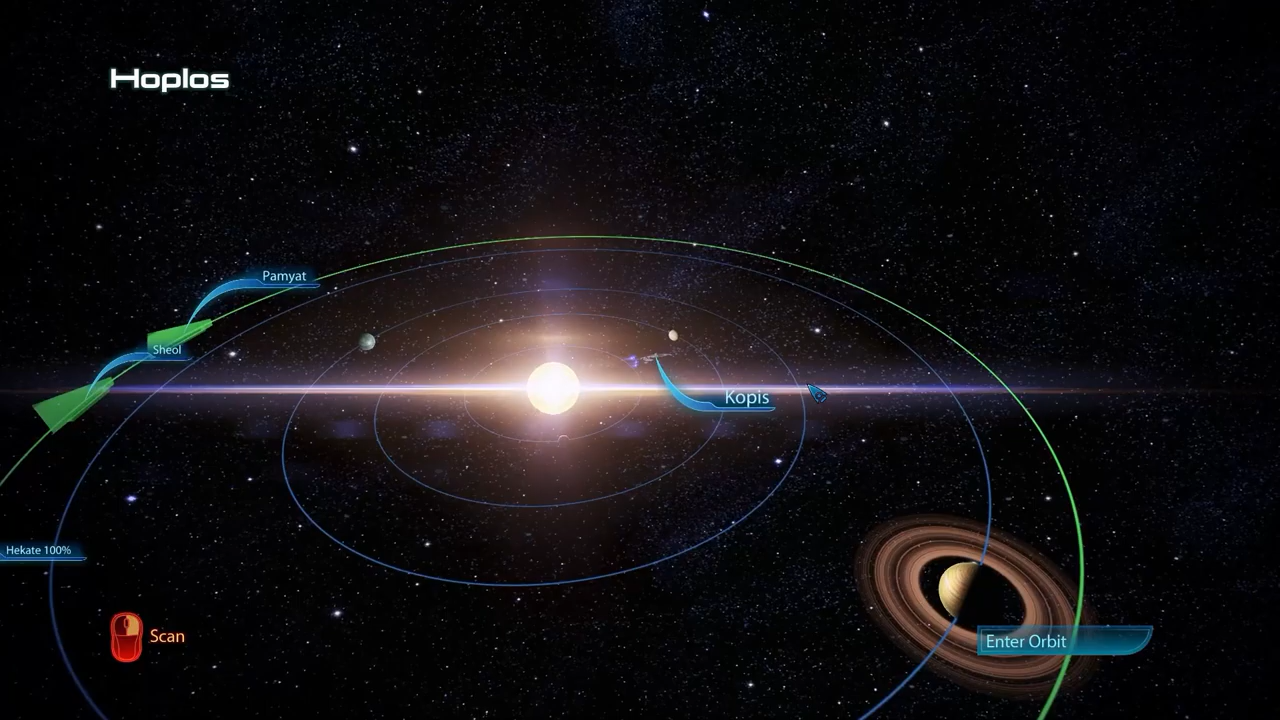 Hoplos
Pamyat
Sheol
Kopis
Hekate 100%
Scan
Enter Orbit